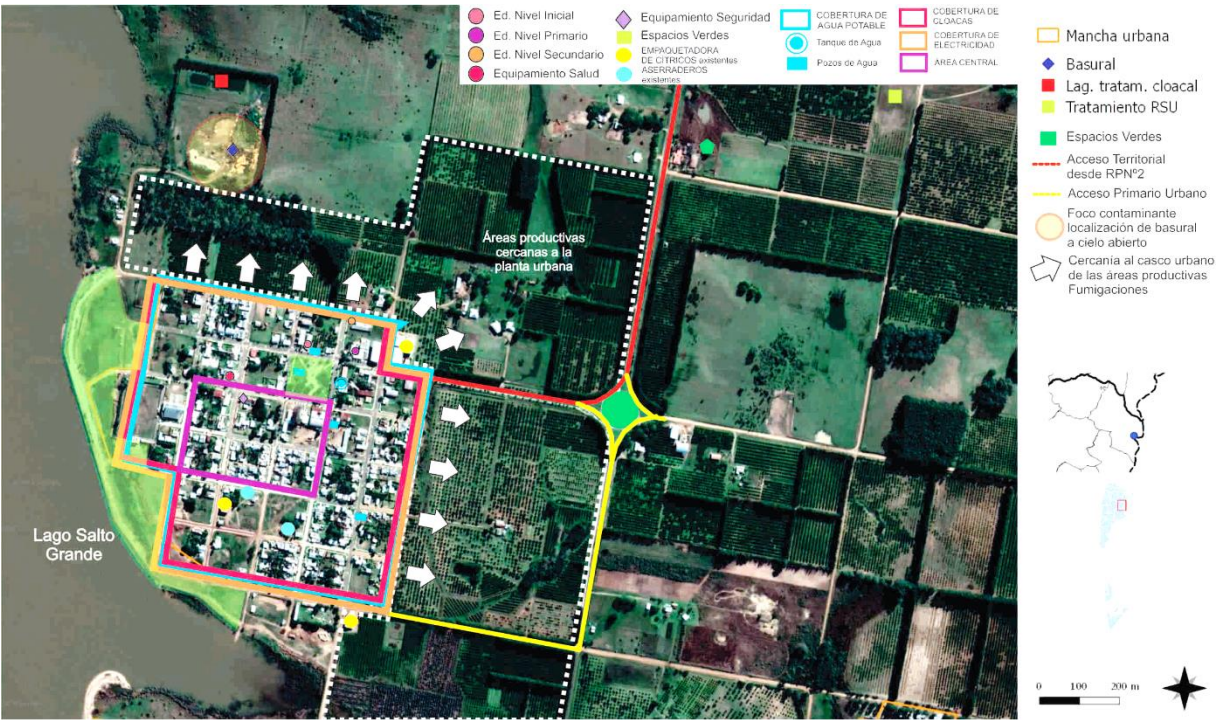 Ed. Nivel Inicial
Ed. Nivel Primario
Ed. Nivel Secundario
Equipamiento Salud
Equipamiento Seguridad
Espacios Verdes
EMPAQUETADORA
DE CITRICOS existentes
ASERRADEROS
existentes
COBERTURA DE
AGUA POTABLE
Tanque de Agua
Pozos de Agua
COBERTURA DE
CLOACAS
COBERTURA DE
ELECTRICIDAD
AREA CENTRAL
Mancha urbana
Basural
Lag. tratam. cloacal
Tratamiento RSU
Espacios Verdes
Acceso Territorial
desde RPNº2
Acceso Primario Urbano
Foco contaminante
localización de basural
a cielo abierto
Cercanía al casco urbano
de las áreas productivas
Fumigaciones
Áreas productivas
cercanas a la
planta urbana
Lago Salto
Grande
0 100 200 m